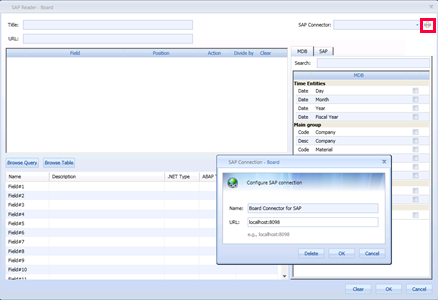 SAP Reader - Board
Title:
SAP Connector:
URL:
Field Position Action Divide by Clear
MDB SAP
Search:
MDB
Time Entities
Date Day
Date Month
Date Year
Date Fiscal Year
Main group
Code Company
Desc Company
Code Material
Browse Query Browse Table
Name Description .NET Type ABAP T
Field#1
Field#2
Field#3
Field#4
Field#5
Field#6
Field#7
Field#8
Field#9
Field#10
Field#11
SAP Connection - Board
Configure SAP connection
Name: Board Connector for SAP
URL: localhost:8098
e.g., localhost:8098
Delete OK Cancel
Clear OK Cancel